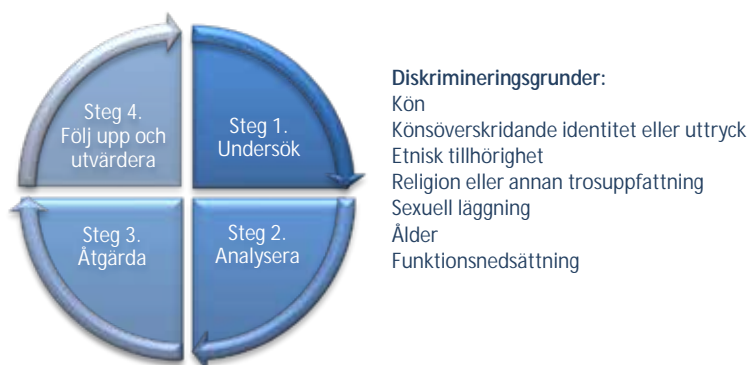 Steg 1.
Undersök
Steg 2.
Analysera
Steg 3.
Åtgärda
Steg 4.
Följ upp och
utvärdera
Diskrimineringsgrunder:
Kön
Könsöverskridande identitet eller uttryck
Etnisk tillhörighet
Religion eller annan trosuppfattning
Sexuell läggning
Ålder
Funktionsnedsättning